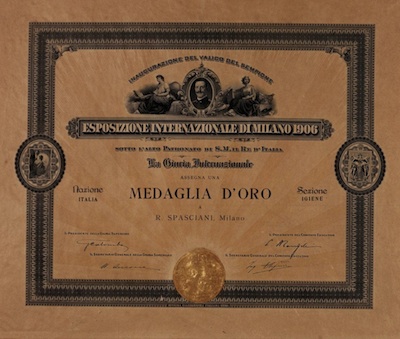 INAUGURAZIONE DEL VALICO DEL SEMPIONE
ESPOSIZIONE INTERNAZIONALE DI MILANO 1906
SOTTO L'ALTO PATRONATO DI S. M. IL RE D'ITALIA
La Giuria Internazionale
ASSEGNA UNA
Nazione
ITALIA
MEDAGLIA D'ORO
Sezione
IGIENE
A
R. SPASCIANI, Milano